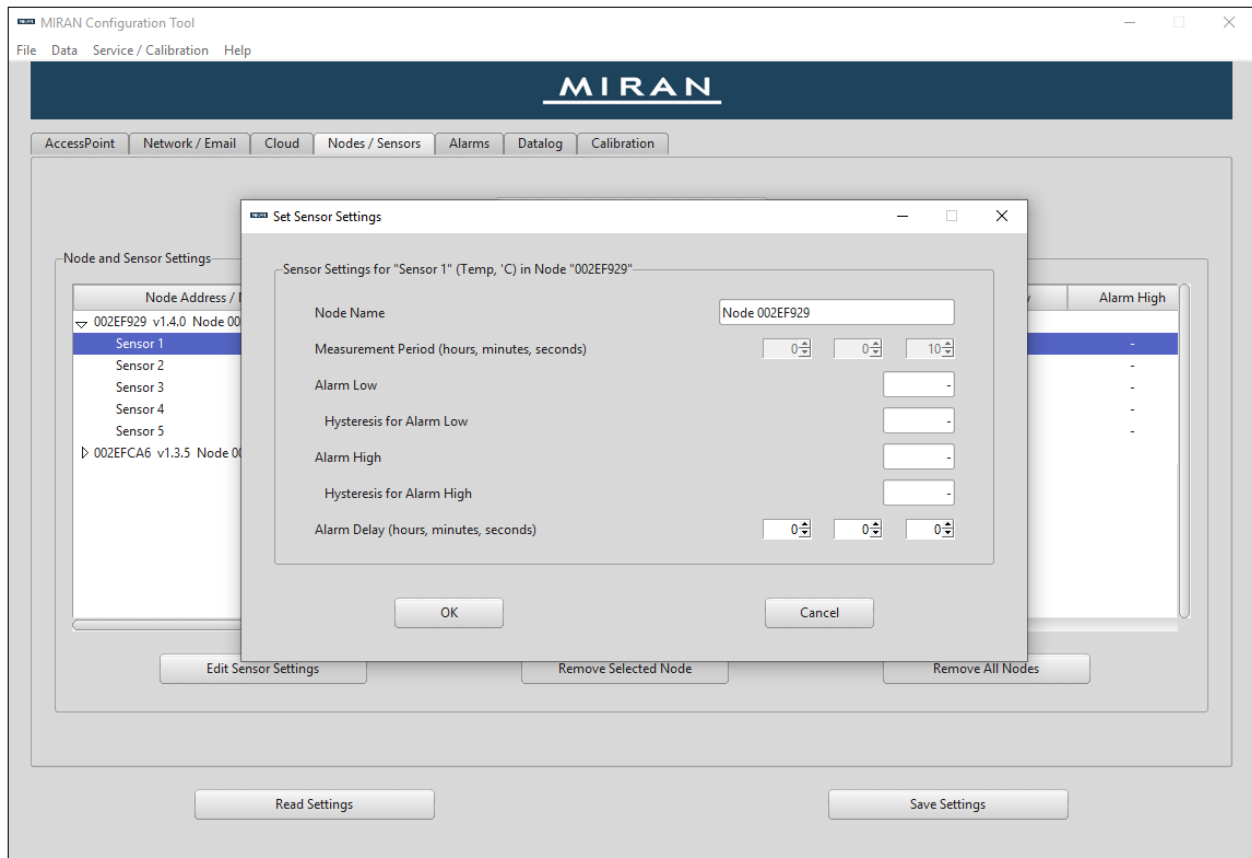 MIRAN Configuration Tool
File Data Service / Calibration Help
MIRAN
AccessPoint Network / Email Cloud Nodes / Sensors Alarms Datalog Calibration
Set Sensor Settings
Node and Sensor Settings
Sensor Settings for "Sensor 1" (Temp, 'C) in Node "002EF929"
Node Address / Alarm High
Node Name Node 002EF929
002EF929 v1.4.0 Node 00
Sensor 1 -
Measurement Period (hours, minutes, seconds) 0 0 10
Sensor 2 -
Alarm Low -
Sensor 3 -
Sensor 4 -
Hysteresis for Alarm Low -
Sensor 5 -
002EFCA6 v1.3.5 Node 00
Alarm High -
Hysteresis for Alarm High -
Alarm Delay (hours, minutes, seconds) 0 0 0
OK Cancel
Edit Sensor Settings Remove Selected Node Remove All Nodes
Read Settings Save Settings